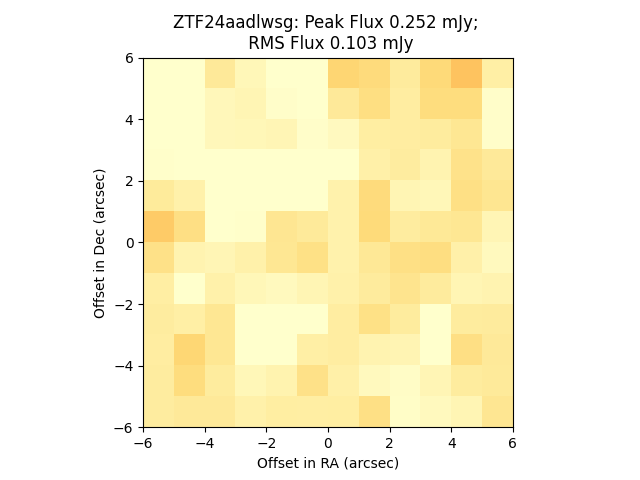 ZTF24aadlwsg: Peak Flux 0.252 mJy;
RMS Flux 0.103 mJy
6
4
2
0
−2
−4
−6
Offset in Dec (arcsec)
−6 −4 −2 0 2 4 6
Offset in RA (arcsec)